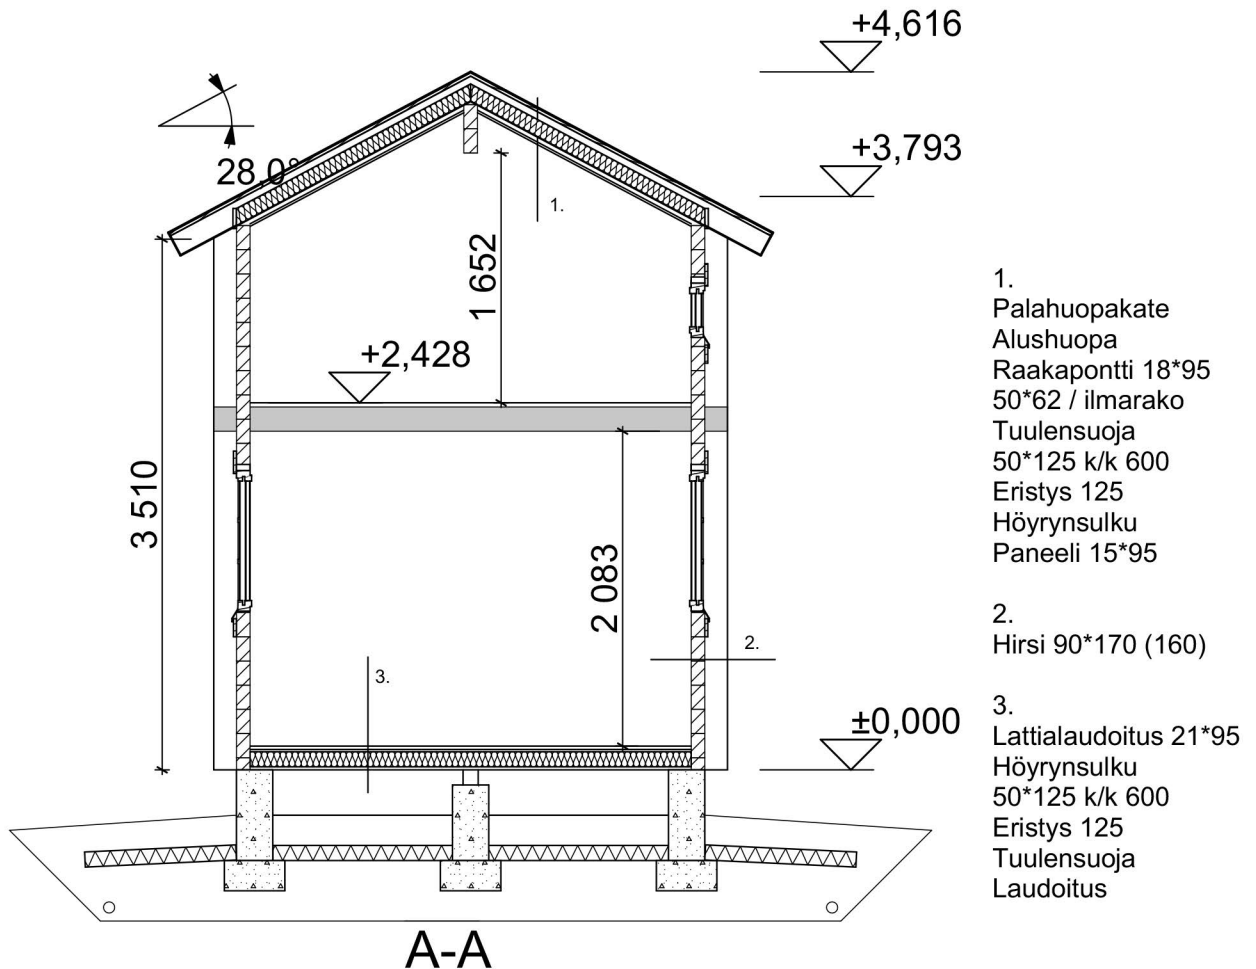 +4,616
+3,793
28,0°
1.
1 652
+2,428
3 510
2 083
2.
3.
±0,000
1.
Palahuopakate
Alushuopa
Raakapontti 18*95
50*62 / ilmarako
Tuulensuoja
50*125 k/k 600
Eristys 125
Höyrynsulku
Paneeli 15*95
2.
Hirsi 90*170 (160)
3.
Lattialaudoitus 21*95
Höyrynsulku
50*125 k/k 600
Eristys 125
Tuulensuoja
Laudoitus
A-A